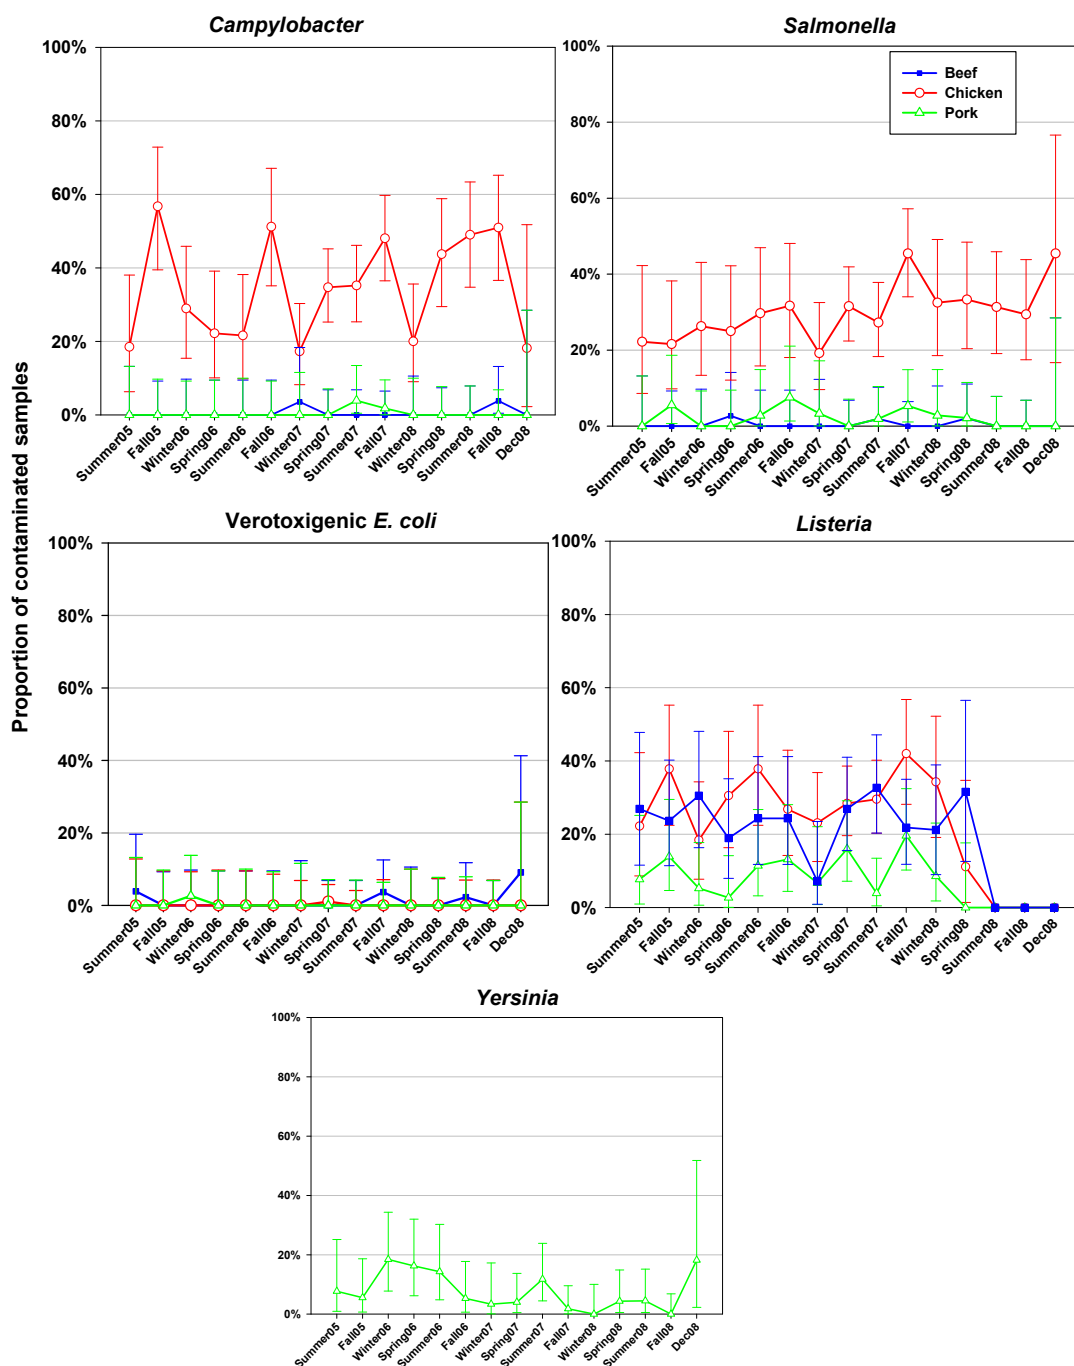 Campylobacter
100%
80%
60%
40%
20%
0%
Summer05
Fall05
Winter06
Spring06
Summer06
Fall06
Winter07
Spring07
Summer07
Fall07
Winter08
Spring08
Summer08
Fall08
Dec08
Salmonella
100%
80%
60%
40%
20%
0%
Beef
Chicken
Pork
Summer05
Fall05
Winter06
Spring06
Summer06
Fall06
Winter07
Spring07
Summer07
Fall07
Winter08
Spring08
Summer08
Fall08
Dec08
Proportion of contaminated samples
Verotoxigenic E. coli
100%
80%
60%
40%
20%
0%
Summer05
Fall05
Winter06
Spring06
Summer06
Fall06
Winter07
Spring07
Summer07
Fall07
Winter08
Spring08
Summer08
Fall08
Dec08
Listeria
100%
80%
60%
40%
20%
0%
Summer05
Fall05
Winter06
Spring06
Summer06
Fall06
Winter07
Spring07
Summer07
Fall07
Winter08
Spring08
Summer08
Fall08
Dec08
Yersinia
100%
80%
60%
40%
20%
0%
Summer05
Fall05
Winter06
Spring06
Summer06
Fall06
Winter07
Spring07
Summer07
Fall07
Winter08
Spring08
Summer08
Fall08
Dec08